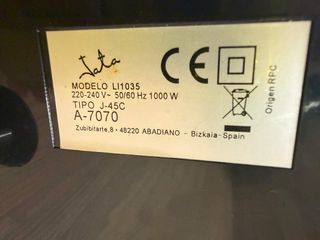 Jata
MODELO LI1035
220-240 V~ 50/60 Hz 1000 W
TIPO J-45C
A-7070
Zubibitarte,8 - 48220 ABADIANO - Bizkaia-Spain
CE
Origen RPC